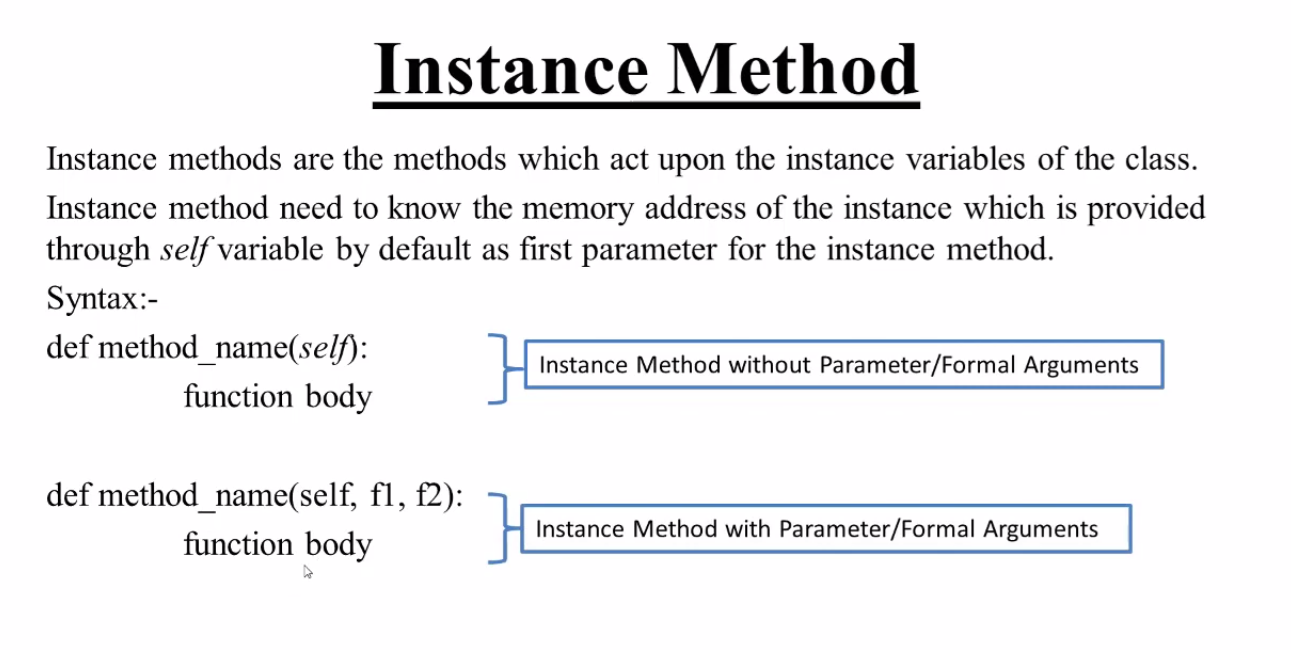 Instance Method
Instance methods are the methods which act upon the instance variables of the class.
Instance method need to know the memory address of the instance which is provided
through self variable by default as first parameter for the instance method.
Syntax:-
def method_name(self):
function body
Instance Method without Parameter/Formal Arguments
def method_name(self, f1, f2):
function body
Instance Method with Parameter/Formal Arguments